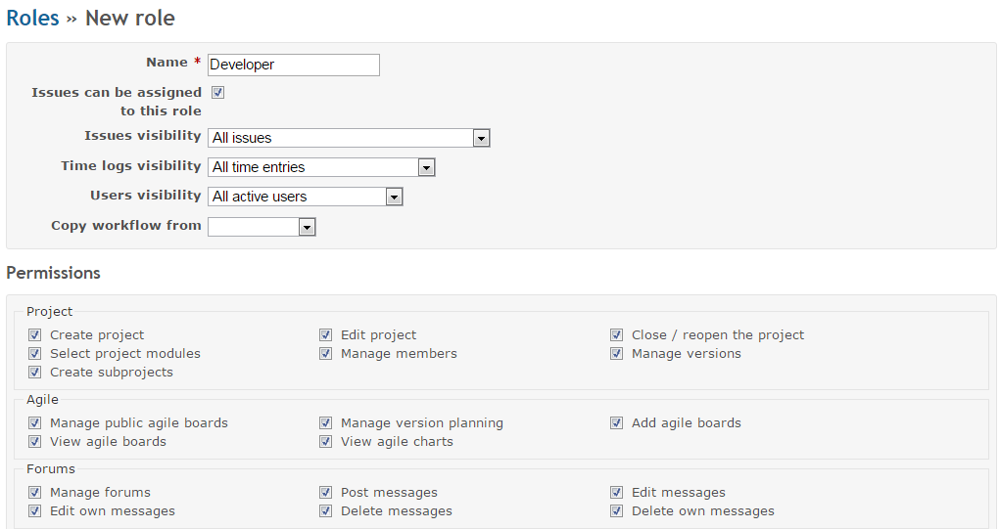 Roles » New role
Name * Developer
Issues can be assigned
to this role
Issues visibility All issues
Time logs visibility All time entries
Users visibility All active users
Copy workflow from
Permissions
Project
Create project Edit project Close / reopen the project
Select project modules Manage members Manage versions
Create subprojects
Agile
Manage public agile boards Manage version planning Add agile boards
View agile boards View agile charts
Forums
Manage forums Post messages Edit messages
Edit own messages Delete messages Delete own messages